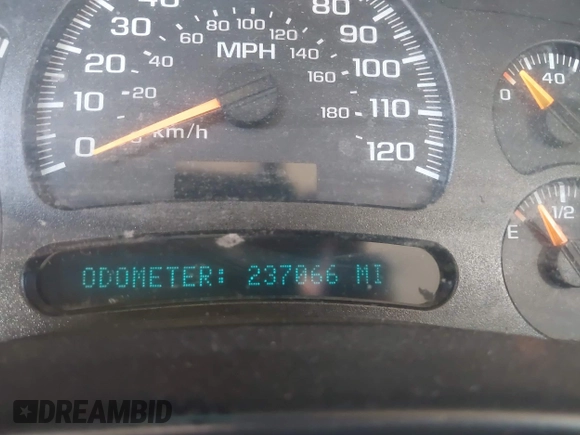 40 80 90
60 80 100 120
30 MPH 140
20 40 160 100
10 20 180 110
0 km/h 120
0 40
E 1/2
ODOMETER: 237066 MI
DREAMBID